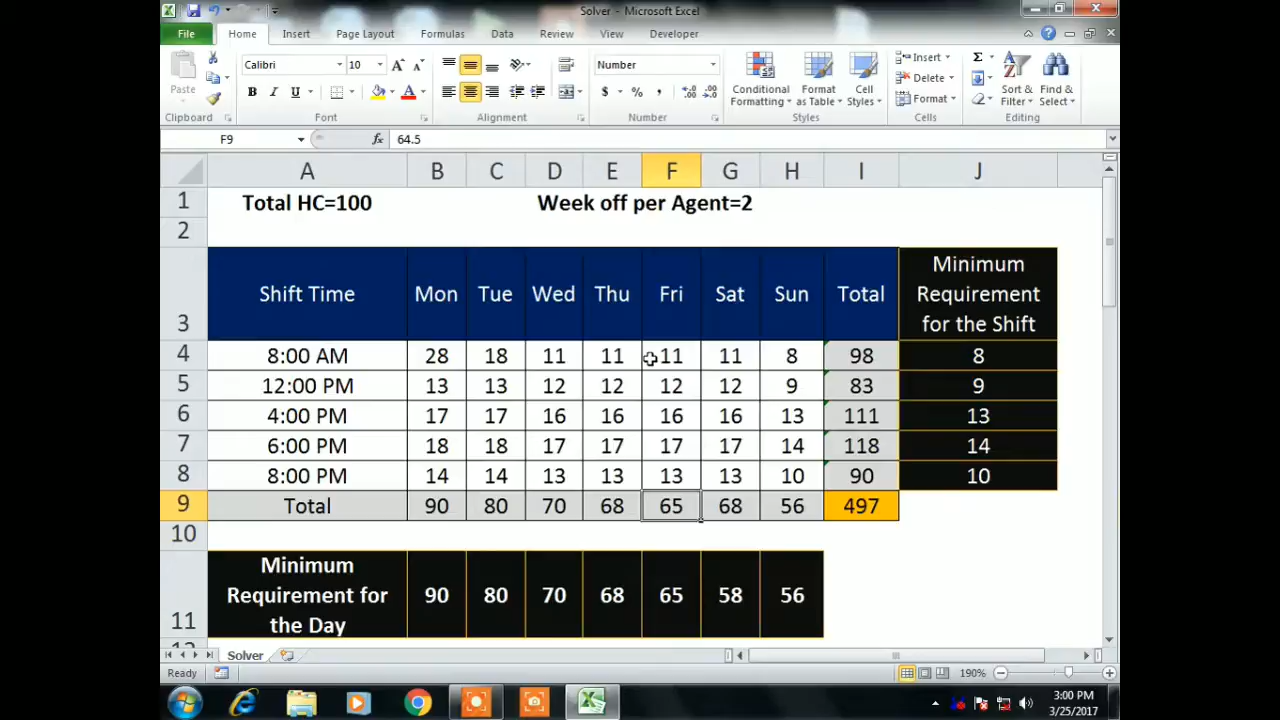 Solver - Microsoft Excel
File Home Insert Page Layout Formulas Data Review View Developer
Paste
Calibri 10
Number
Conditional Formatting
Format as Table
Cell Styles
Insert
Delete
Format
Sort & Filter
Find & Select
Clipboard Font Alignment Number Styles Cells Editing
F9 fx 64.5
A B C D E F G H I J
1 Total HC=100 Week off per Agent=2
2
3 Shift Time Mon Tue Wed Thu Fri Sat Sun Total Minimum Requirement for the Shift
4 8:00 AM 28 18 11 11 11 11 8 98 8
5 12:00 PM 13 13 12 12 12 12 9 83 9
6 4:00 PM 17 17 16 16 16 16 13 111 13
7 6:00 PM 18 18 17 17 17 17 14 118 14
8 8:00 PM 14 14 13 13 13 13 10 90 10
9 Total 90 80 70 68 65 68 56 497
10
11 Minimum Requirement for the Day 90 80 70 68 65 58 56
Solver
Ready 190%
3:00 PM
3/25/2017